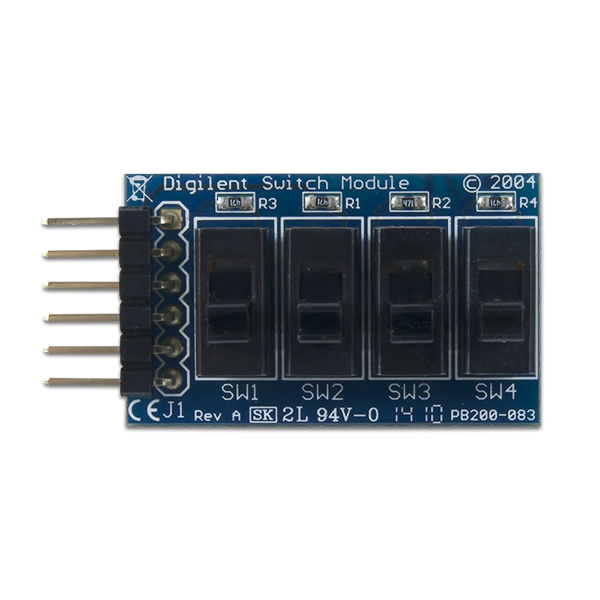 Digilent Switch Module © 2004
R3 R1 R2 R4
SW1 SW2 SW3 SW4
CE J1 Rev A SK 2L 94V-0 1410 PB200-083